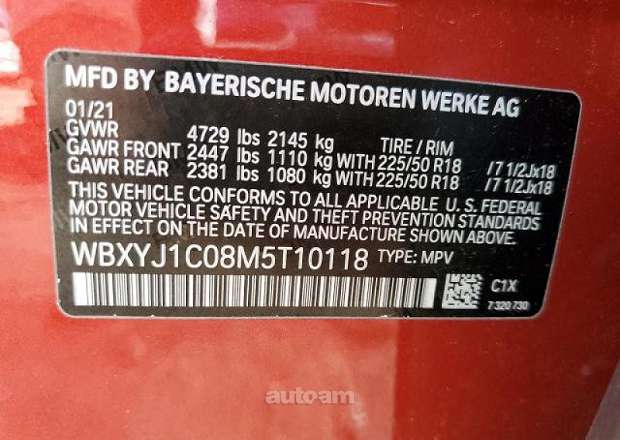 MFD BY BAYERISCHE MOTOREN WERKE AG
01/21
GVWR 4729 lbs 2145 kg TIRE / RIM
GAWR FRONT 2447 lbs 1110 kg WITH 225/50 R18 /7 1/2Jx18
GAWR REAR 2381 lbs 1080 kg WITH 225/50 R18 /7 1/2Jx18
THIS VEHICLE CONFORMS TO ALL APPLICABLE U. S. FEDERAL
MOTOR VEHICLE SAFETY AND THEFT PREVENTION STANDARDS
IN EFFECT ON THE DATE OF MANUFACTURE SHOWN ABOVE.
WBXYJ1C08M5T10118 TYPE: MPV
C1X
7 320 730
autoam